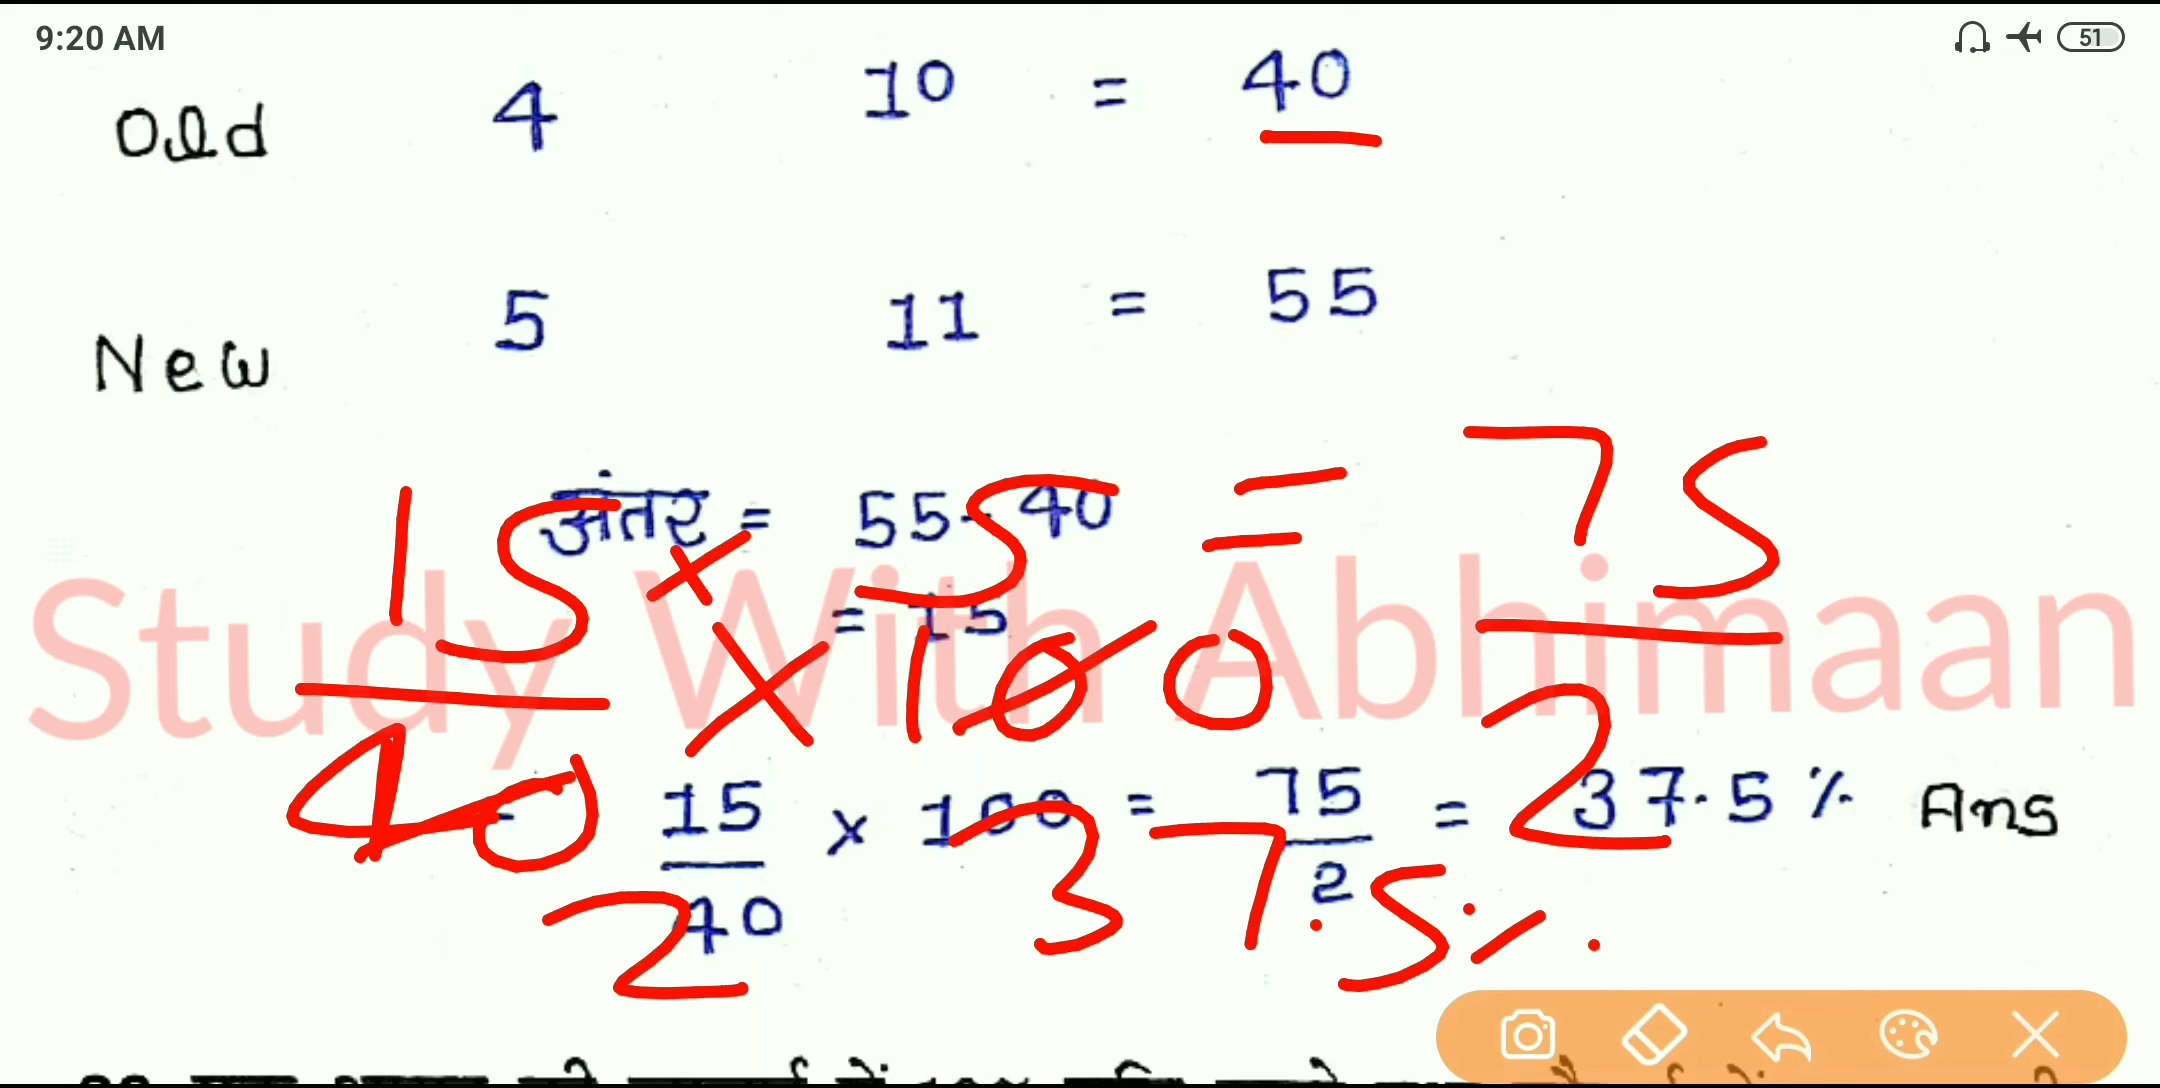 9:20 AM
51
Old 4 10 = 40
New 5 11 = 55
अंतर = 55-40
= 15
15/40 × 100 = 75/2 = 37.5 % Ans
15/40 × 5/100 = 75/2
2
37.5%
Study With Abhimaan